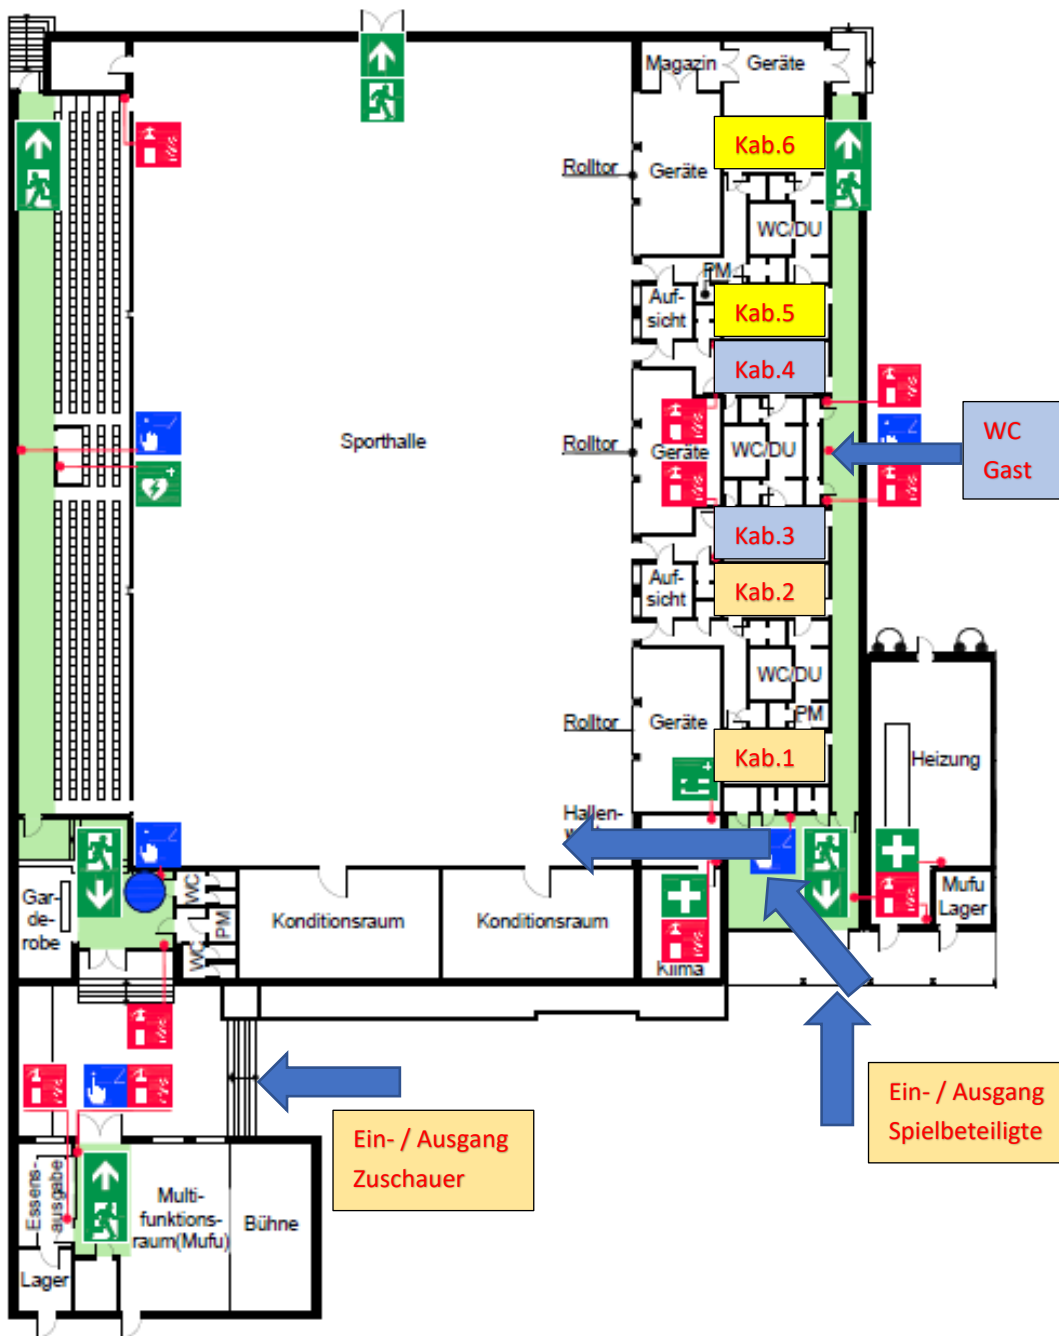 Magazin
Geräte
Kab.6
Rolltor
Geräte
WC/DU
PM
Auf-
sicht
Kab.5
Kab.4
Sporthalle
Rolltor
Geräte
WC/DU
WC
Gast
Kab.3
Auf-
sicht
Kab.2
WC/DU
PM
Rolltor
Geräte
Kab.1
Heizung
Hallen-
Gar-
de-
robe
WC
PM
WC
Konditionsraum
Konditionsraum
Klima
Mufu
Lager
Ein- / Ausgang
Spielbeteiligte
Ein- / Ausgang
Zuschauer
Essens-
ausgabe
Multi-
funktions-
raum(Mufu)
Bühne
Lager